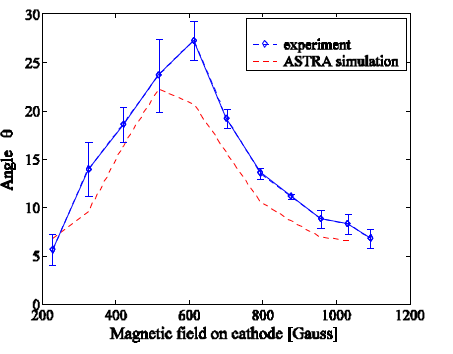 30
25
20
15
10
5
0
Angle θ
experiment
ASTRA simulation
200 400 600 800 1000 1200
Magnetic field on cathode [Gauss]